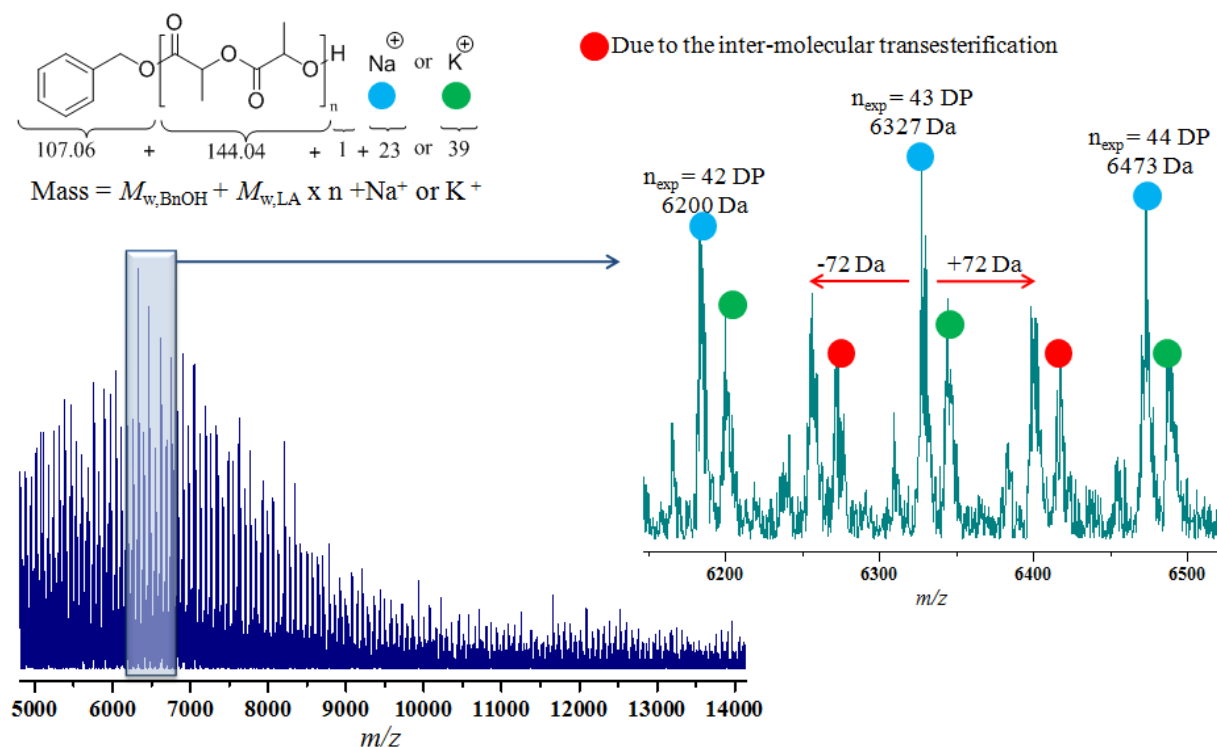 O
O
O
O
O
H
n
Na⊕ or K⊕
107.06 + 144.04 + 1 + 23 or 39
Mass = Mw,BnOH + Mw,LA x n +Na+ or K +
Due to the inter-molecular transesterification
nexp = 42 DP
6200 Da
nexp = 43 DP
6327 Da
nexp = 44 DP
6473 Da
-72 Da
+72 Da
6200 6300 6400 6500
m/z
5000 6000 7000 8000 9000 10000 11000 12000 13000 14000
m/z